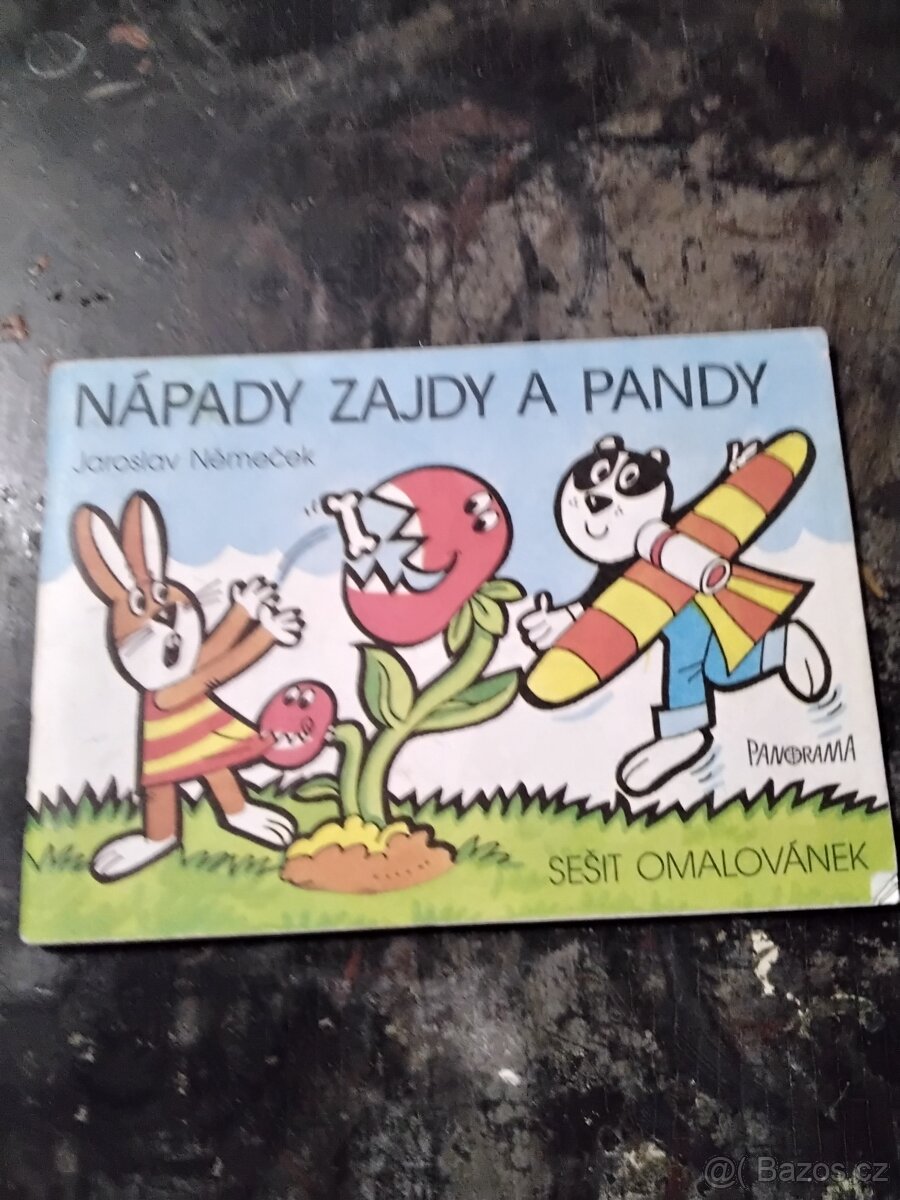 NÁPADY ZAJDY A PANDY
Jaroslav Němeček
PANORAMA
SEŠIT OMALOVÁNEK
@( Bazos.cz